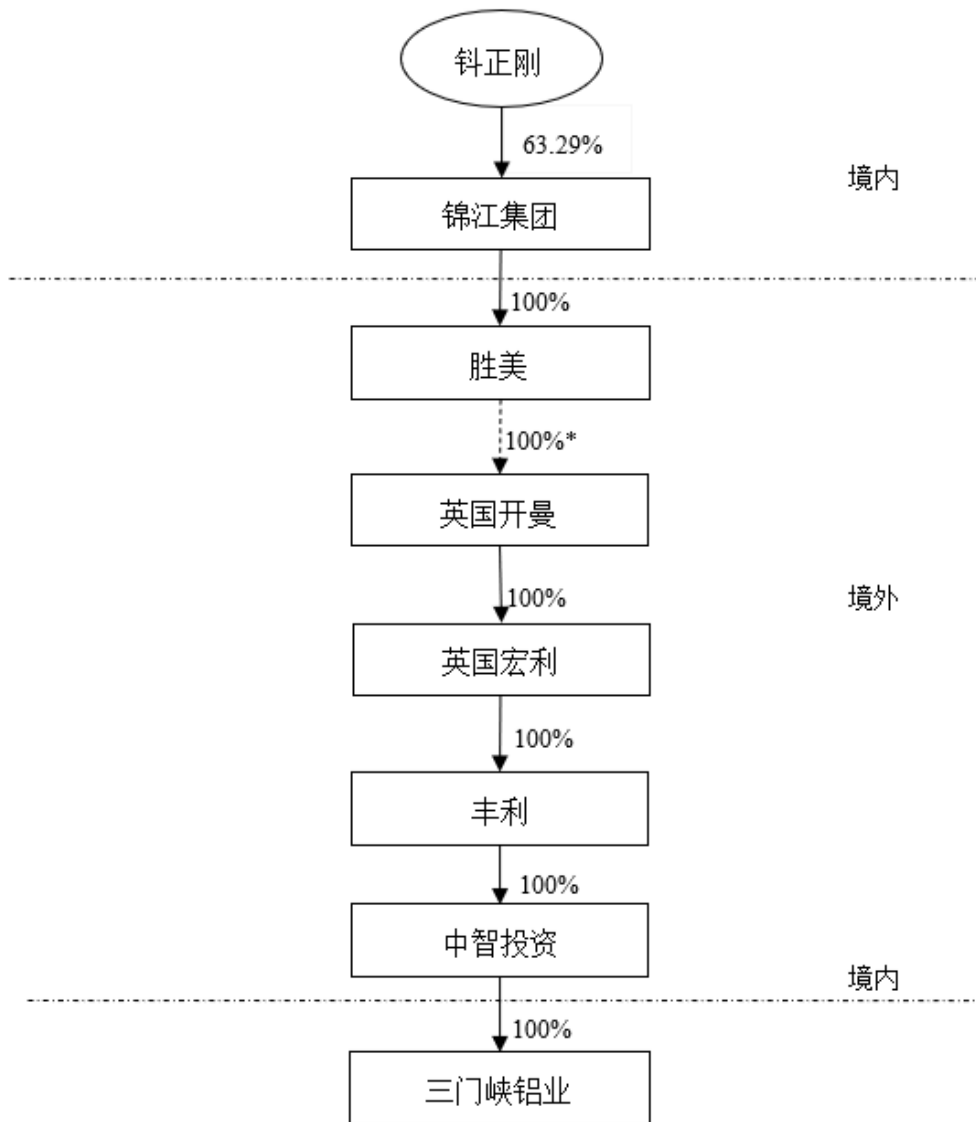 钭正刚
63.29%
境内
锦江集团
100%
胜美
100%*
英国开曼
100%
境外
英国宏利
100%
丰利
100%
中智投资
境内
100%
三门峡铝业